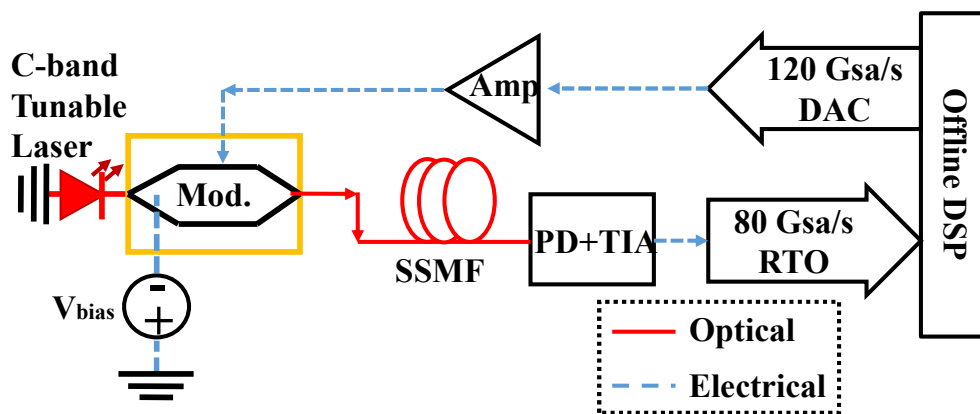 C-band
Tunable
Laser
Mod.
Amp
120 Gsa/s
DAC
Offline DSP
SSMF
PD+TIA
80 Gsa/s
RTO
Vbias
-
+
Optical
Electrical